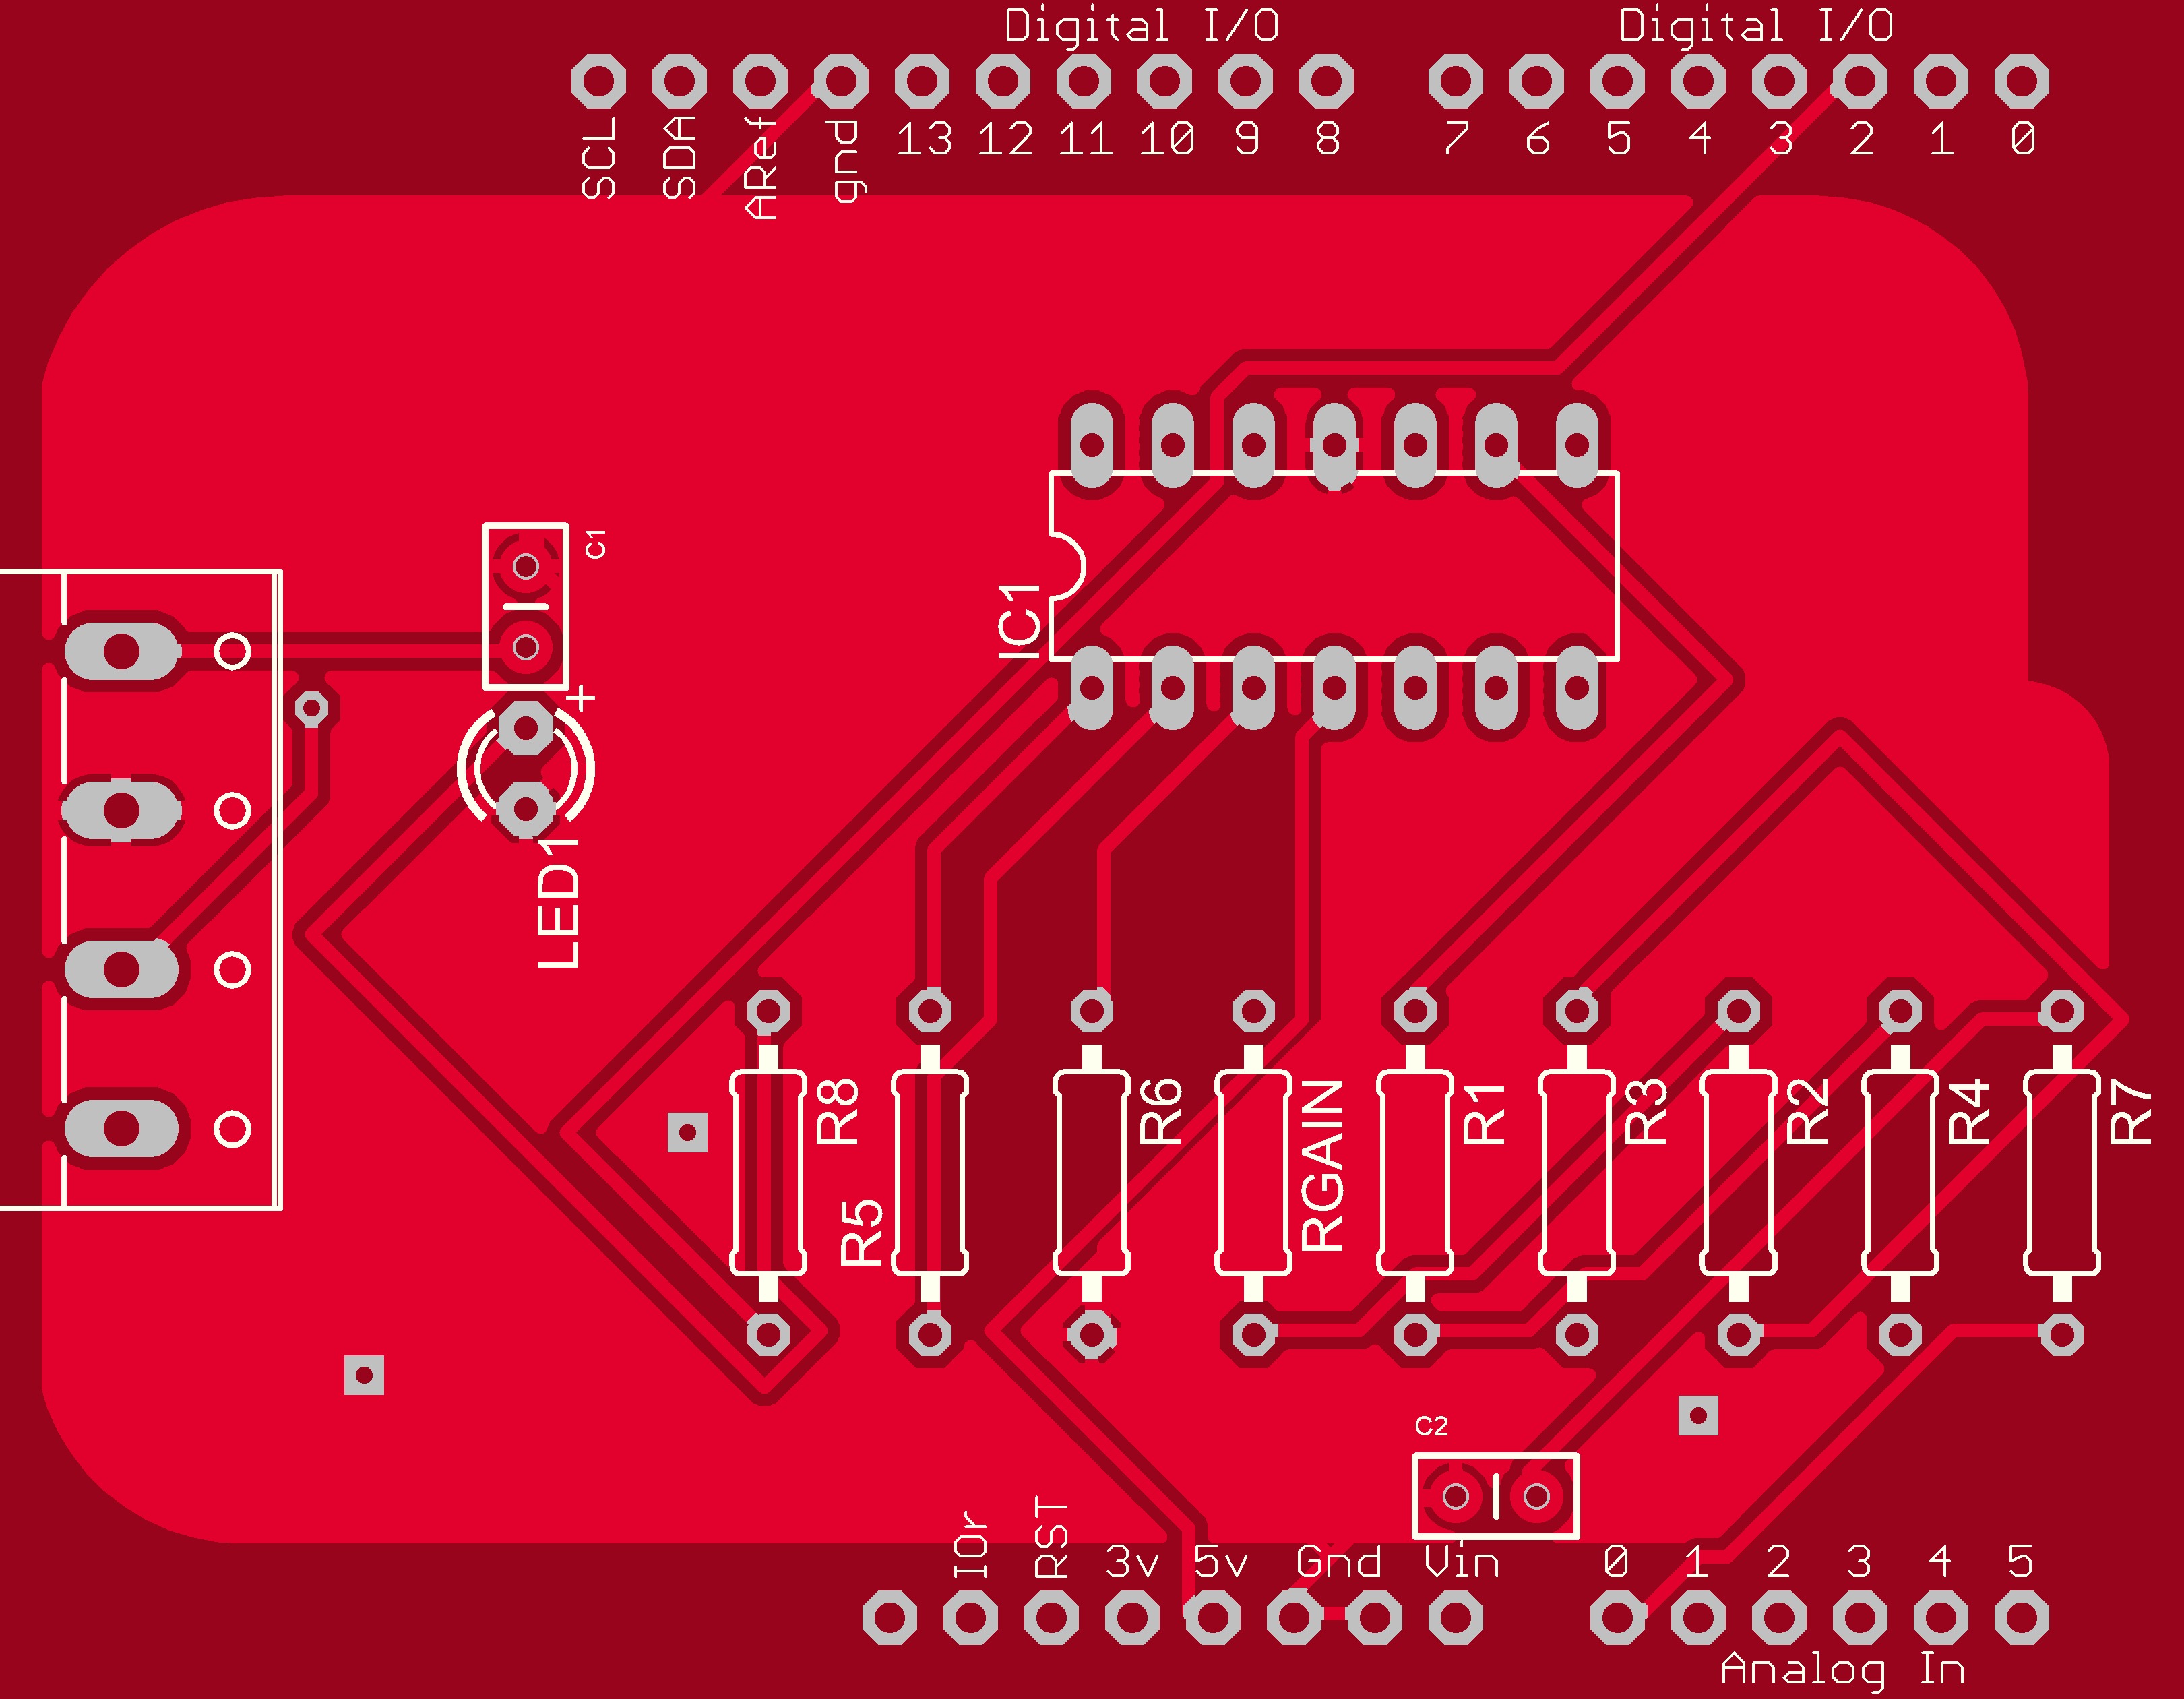 Digital I/O
Digital I/O
SCL
SDA
ARef
gnd
13 12 11 10 9 8
7 6 5 4 3 2 1 0
C1
IC1
+
LED1
R8
R5
R6
RGAIN
R1
R3
R2
R4
R7
C2
IOr
RST
3v 5v Gnd Vin
0 1 2 3 4 5
Analog In